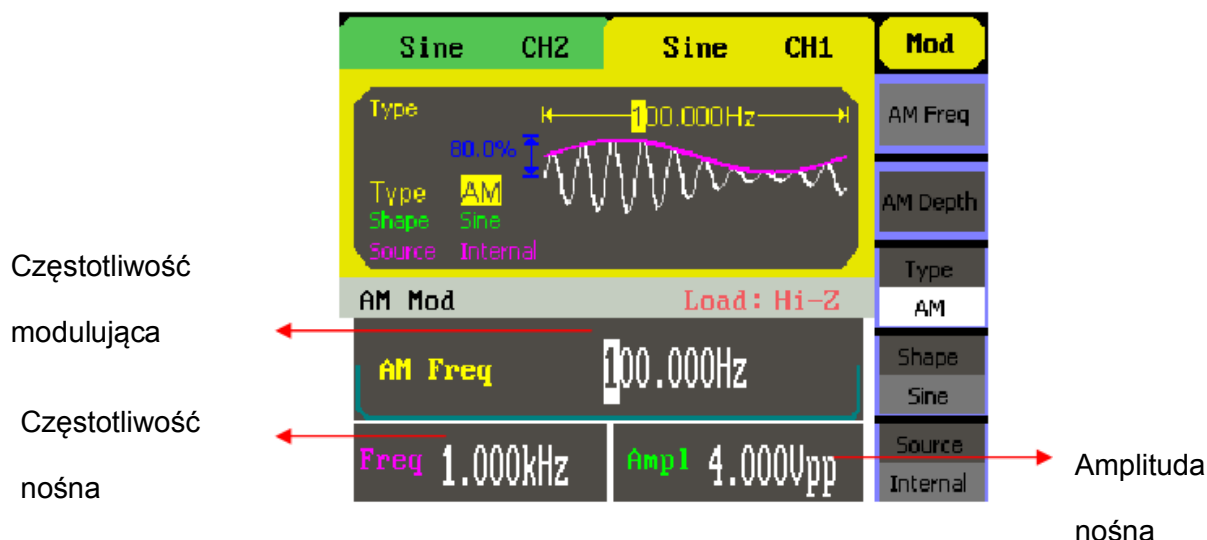 Sine CH2 Sine CH1 Mod
Type 100.000Hz
80.0%
Type AM
Shape Sine
Source Internal
AM Mod Load: Hi-Z
AM Freq 100.000Hz
Freq 1.000kHz Ampl 4.000Vpp
AM Freq
AM Depth
Type
AM
Shape
Sine
Source
Internal
Częstotliwość
modulująca
Częstotliwość
nośna
Amplituda
nośna